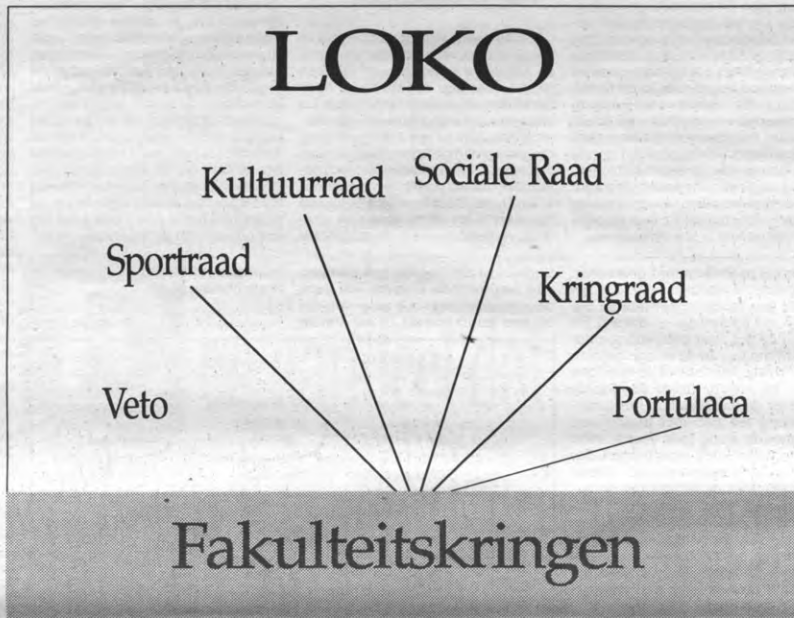 LOKO
Kultuurraad
Sociale Raad
Sportraad
Kringraad
Veto
Portulaca
Fakulteitskringen